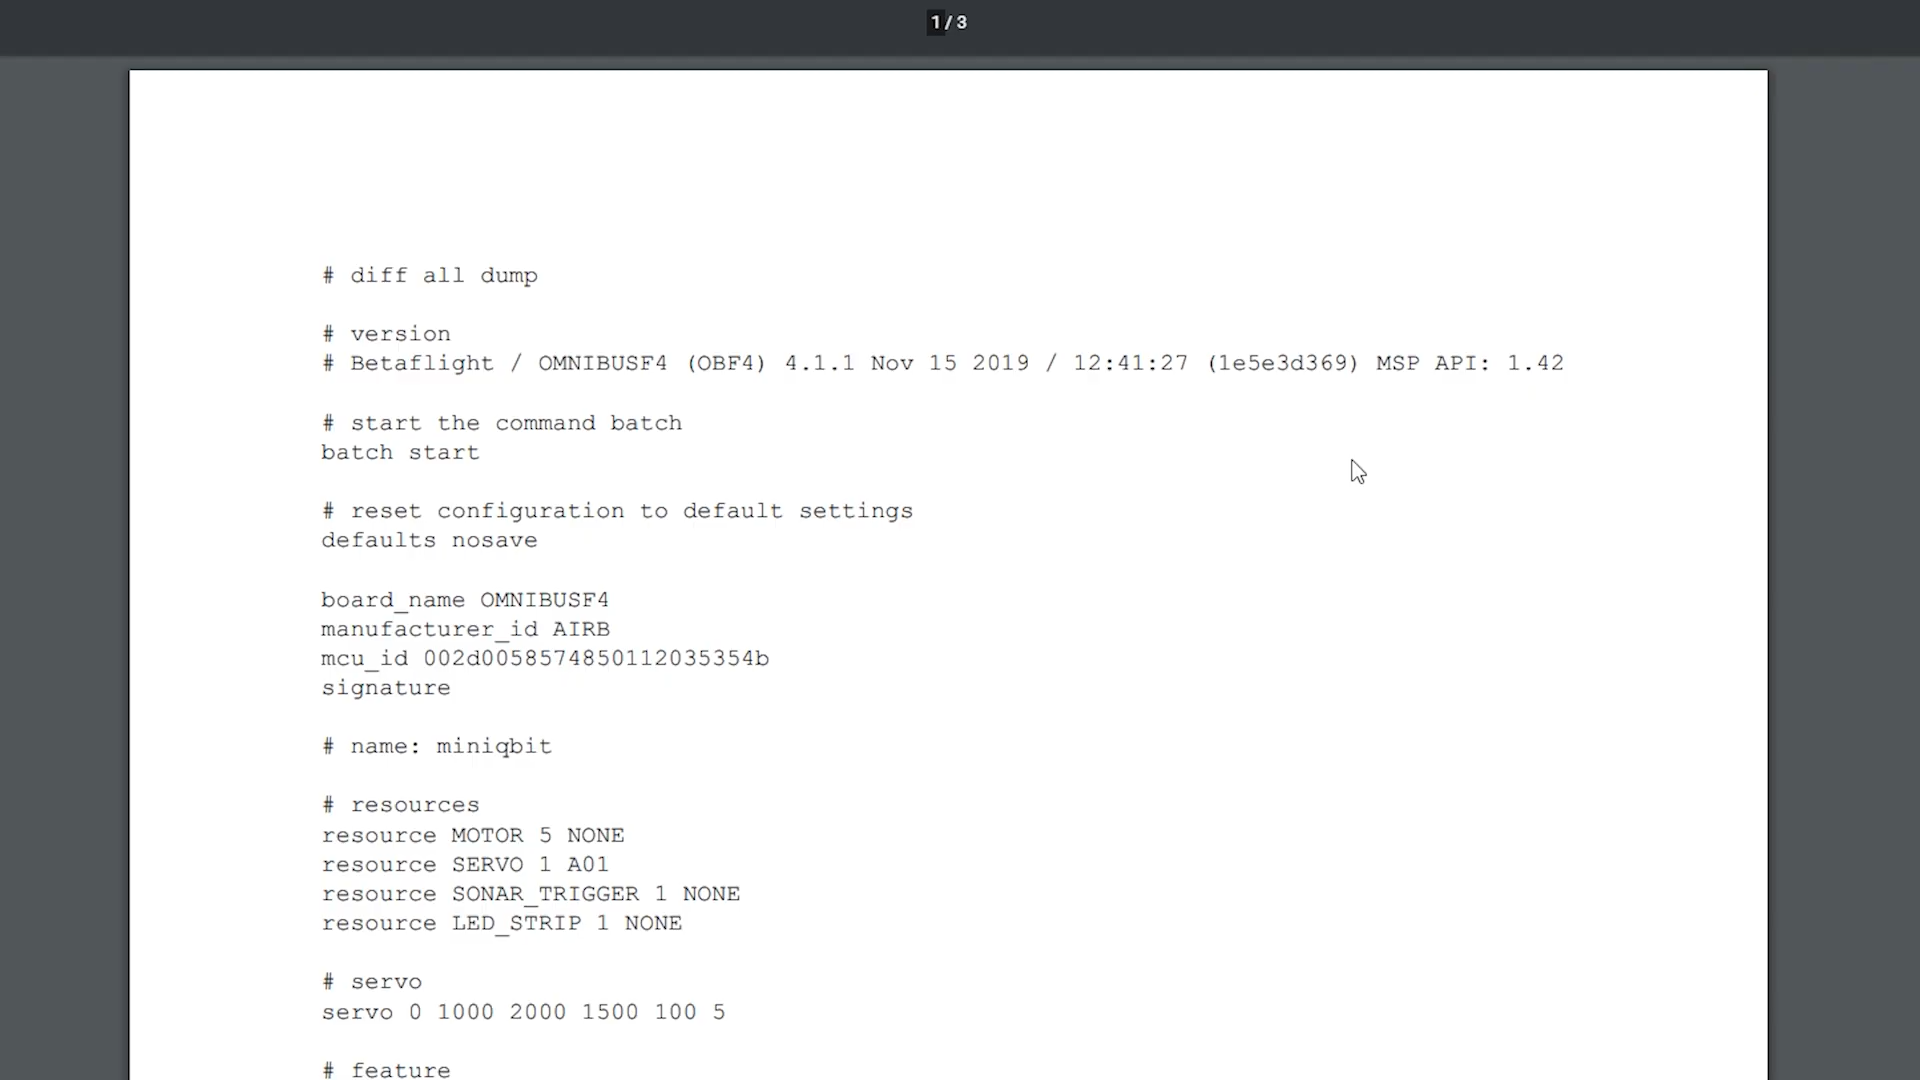 1 / 3
# diff all dump
# version
# Betaflight / OMNIBUSF4 (OBF4) 4.1.1 Nov 15 2019 / 12:41:27 (1e5e3d369) MSP API: 1.42
# start the command batch
batch start
# reset configuration to default settings
defaults nosave
board_name OMNIBUSF4
manufacturer_id AIRB
mcu_id 002d0058574850112035354b
signature
# name: miniqbit
# resources
resource MOTOR 5 NONE
resource SERVO 1 A01
resource SONAR_TRIGGER 1 NONE
resource LED_STRIP 1 NONE
# servo
servo 0 1000 2000 1500 100 5
# feature